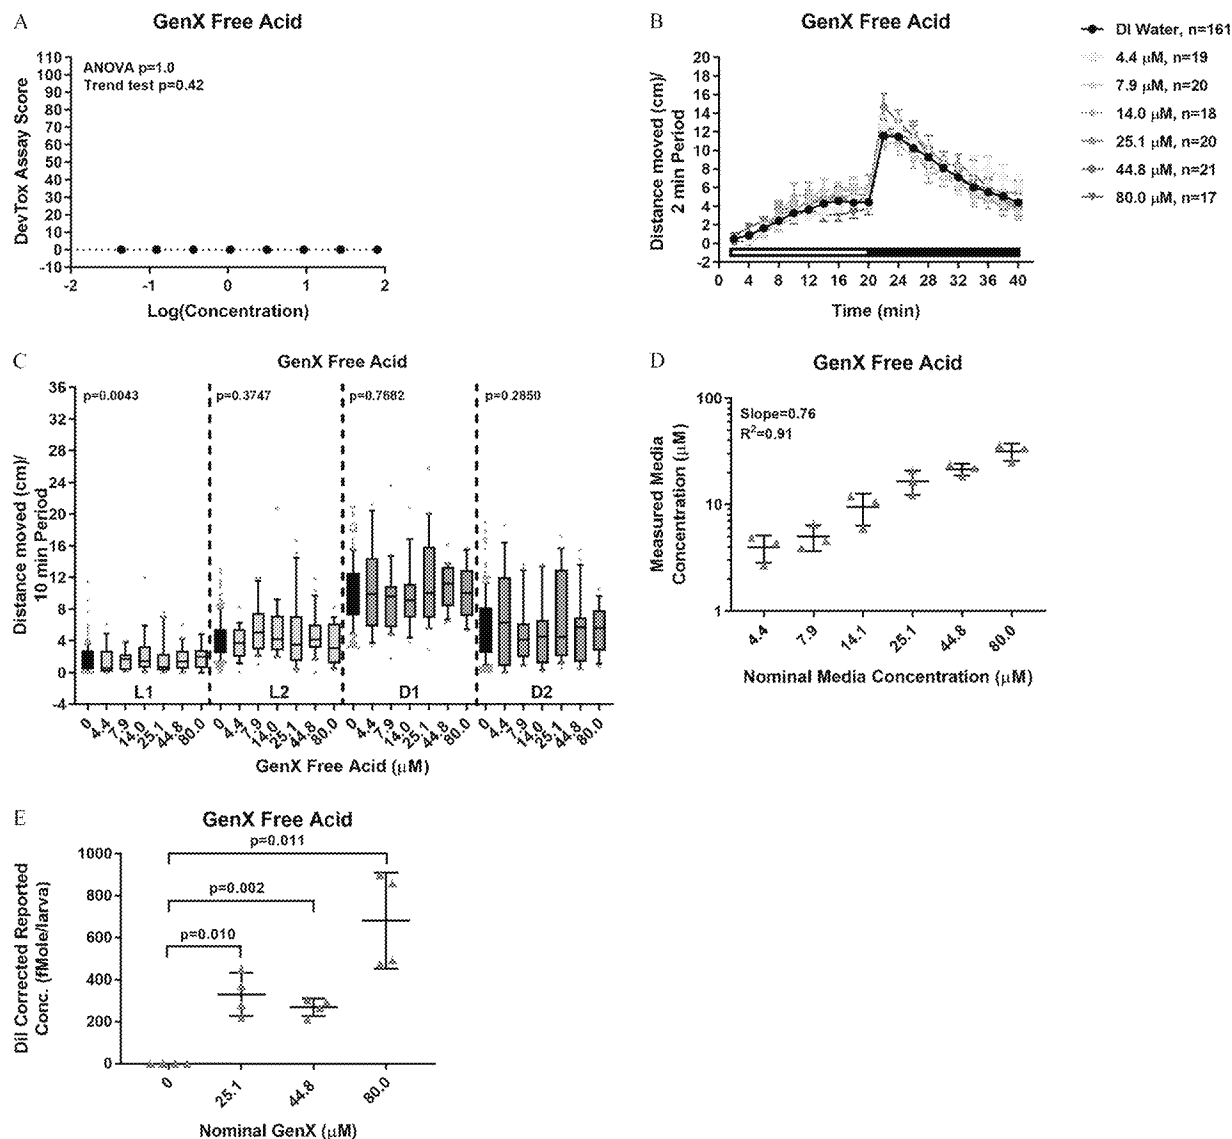 A
GenX Free Acid
ANOVA p=1.0
Trend test p=0.42
DevTox Assay Score
110
100
90
80
70
60
50
40
30
20
10
0
-10
-2
-1
0
1
2
Log(Concentration)
B
GenX Free Acid
Distance moved (cm)/
2 min Period
20
18
16
14
12
10
8
6
4
2
0
-2
0
4
8
12
16
20
24
28
32
36
40
Time (min)
DI Water, n=161
4.4 µM, n=19
7.9 µM, n=20
14.0 µM, n=18
25.1 µM, n=20
44.8 µM, n=21
80.0 µM, n=17
C
GenX Free Acid
Distance moved (cm)/
10 min Period
36
32
28
24
20
16
12
8
4
0
-4
p=0.0043
p=0.3747
p=0.7682
p=0.2850
L1
L2
D1
D2
0
4.4
7.9
14.0
25.1
44.8
80.0
0
4.4
7.9
14.0
25.1
44.8
80.0
0
4.4
7.9
14.0
25.1
44.8
80.0
0
4.4
7.9
14.0
25.1
44.8
80.0
GenX Free Acid (µM)
D
GenX Free Acid
Slope=0.76
R²=0.91
Measured Media
Concentration (µM)
100
10
1
4.4
7.9
14.1
25.1
44.8
80.0
Nominal Media Concentration (µM)
E
GenX Free Acid
p=0.011
p=0.002
p=0.010
Dil Corrected Reported
Conc. (fMole/larva)
1000
800
600
400
200
0
0
25.1
44.8
80.0
Nominal GenX (µM)